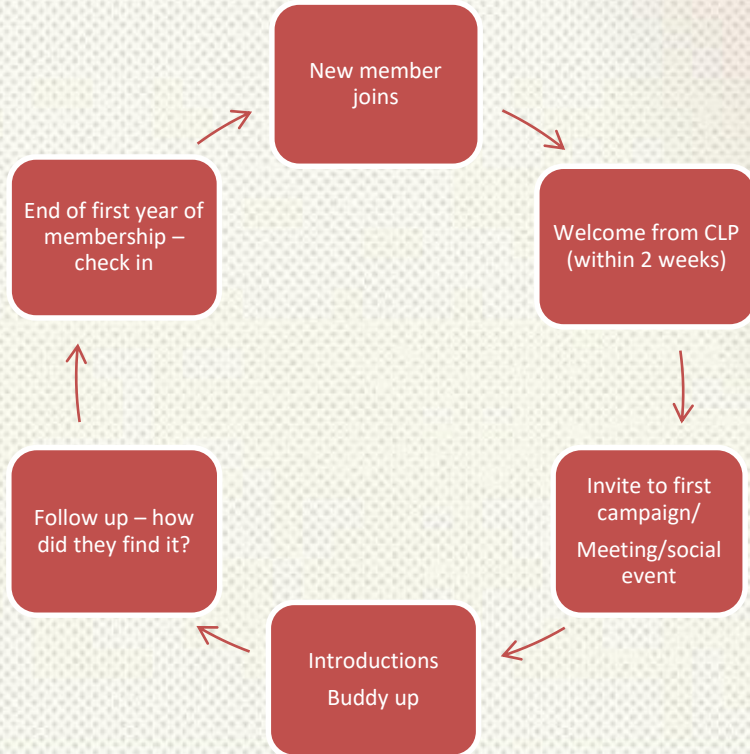 New member
joins
Welcome from CLP
(within 2 weeks)
Invite to first
campaign/
Meeting/social
event
Introductions
Buddy up
Follow up – how
did they find it?
End of first year of
membership –
check in